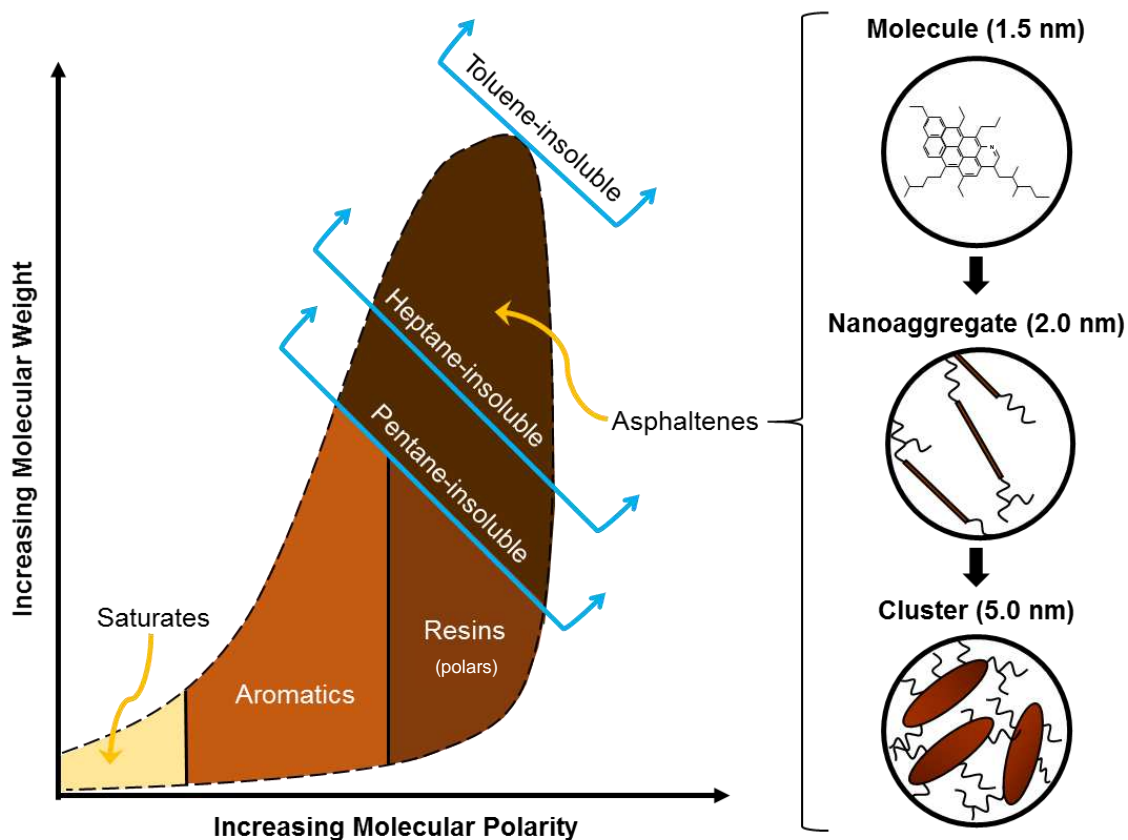 Increasing Molecular Weight
Increasing Molecular Polarity
Saturates
Aromatics
Resins
(polars)
Pentane-insoluble
Heptane-insoluble
Toluene-insoluble
Asphaltenes
Molecule (1.5 nm)
N
Nanoaggregate (2.0 nm)
Cluster (5.0 nm)